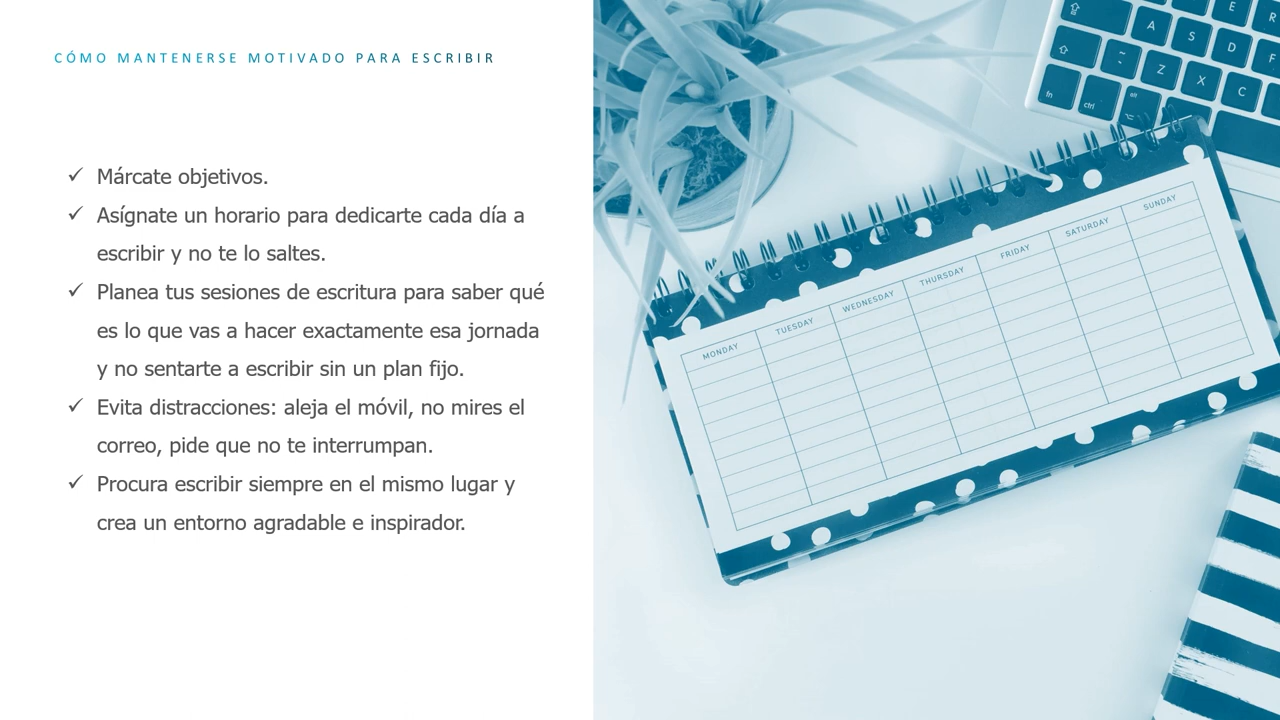 CÓMO MANTENERSE MOTIVADO PARA ESCRIBIR
✓ Márcate objetivos.
✓ Asígnate un horario para dedicarte cada día a
escribir y no te lo saltes.
✓ Planea tus sesiones de escritura para saber qué
es lo que vas a hacer exactamente esa jornada
y no sentarte a escribir sin un plan fijo.
✓ Evita distracciones: aleja el móvil, no mires el
correo, pide que no te interrumpan.
✓ Procura escribir siempre en el mismo lugar y
crea un entorno agradable e inspirador.
E R
A S D F
Z X C
fn ctrl alt
MONDAY TUESDAY WEDNESDAY THURSDAY FRIDAY SATURDAY SUNDAY